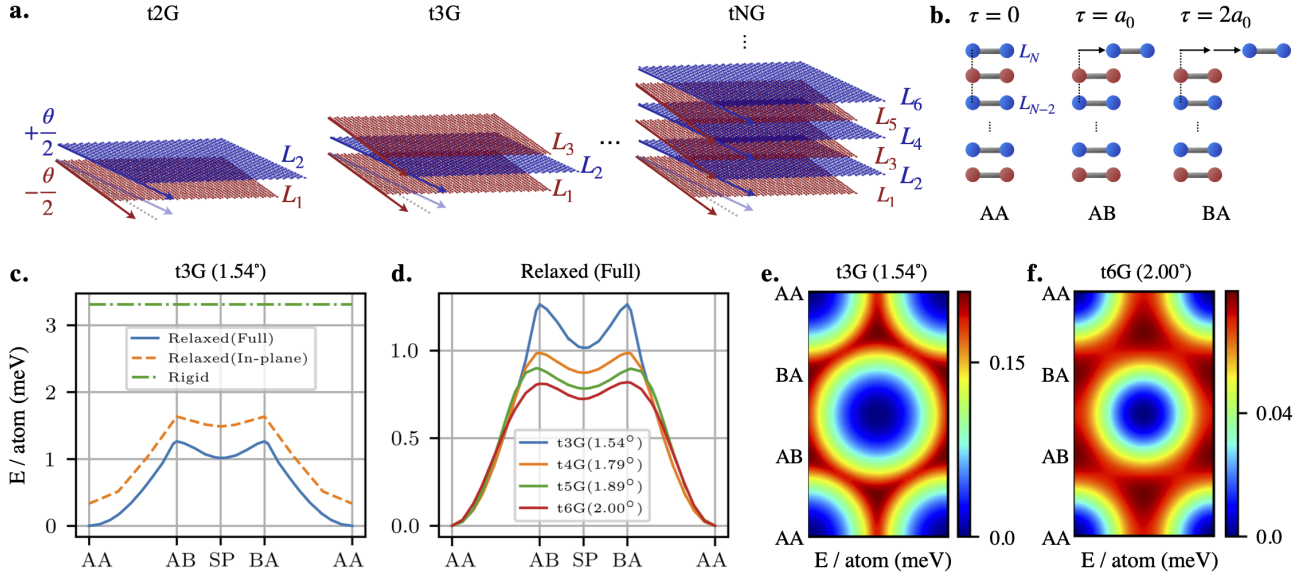 a.
t2G
t3G
tNG
b.
τ = 0
τ = a₀
τ = 2a₀
⋮
+θ/2
−θ/2
L₂
L₁
L₃
L₂
L₁
...
L₆
L₅
L₄
L₃
L₂
L₁
L_N
L_{N−2}
AA
AB
BA
c.
t3G (1.54°)
E / atom (meV)
3
2
1
0
Relaxed(Full)
Relaxed(In-plane)
Rigid
AA
AB
SP
BA
AA
d.
Relaxed (Full)
1.0
0.5
0.0
t3G(1.54°)
t4G(1.79°)
t5G(1.89°)
t6G(2.00°)
AA
AB
SP
BA
AA
e.
t3G (1.54°)
AA
BA
AB
AA
0.15
0.0
E / atom (meV)
f.
t6G (2.00°)
AA
BA
AB
AA
0.04
0.0
E / atom (meV)